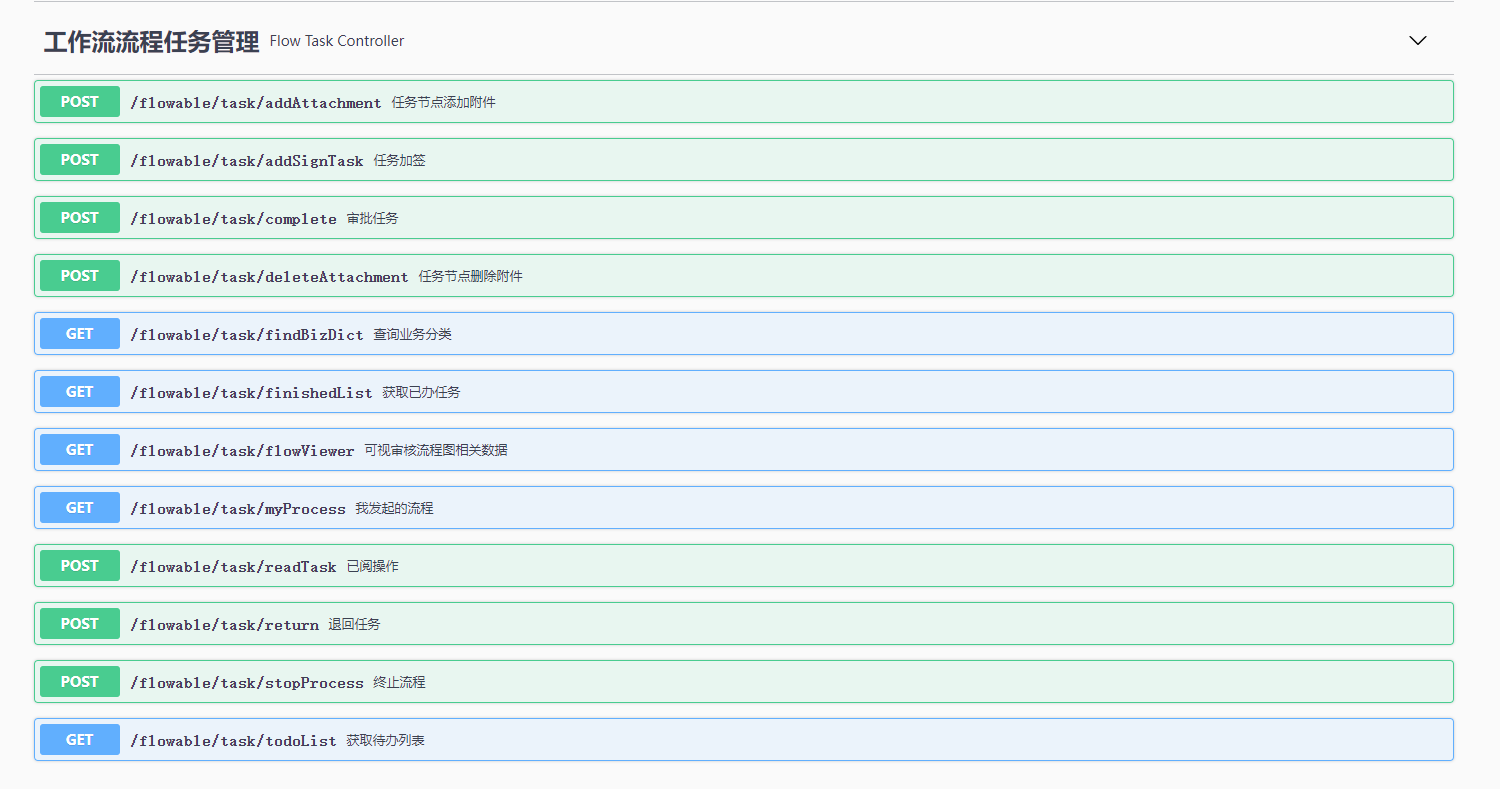 工作流流程任务管理 Flow Task Controller
POST /flowable/task/addAttachment 任务节点添加附件
POST /flowable/task/addSignTask 任务加签
POST /flowable/task/complete 审批任务
POST /flowable/task/deleteAttachment 任务节点删除附件
GET /flowable/task/findBizDict 查询业务分类
GET /flowable/task/finishedList 获取已办任务
GET /flowable/task/flowViewer 可视审核流程图相关数据
GET /flowable/task/myProcess 我发起的流程
POST /flowable/task/readTask 已阅操作
POST /flowable/task/return 退回任务
POST /flowable/task/stopProcess 终止流程
GET /flowable/task/todoList 获取待办列表